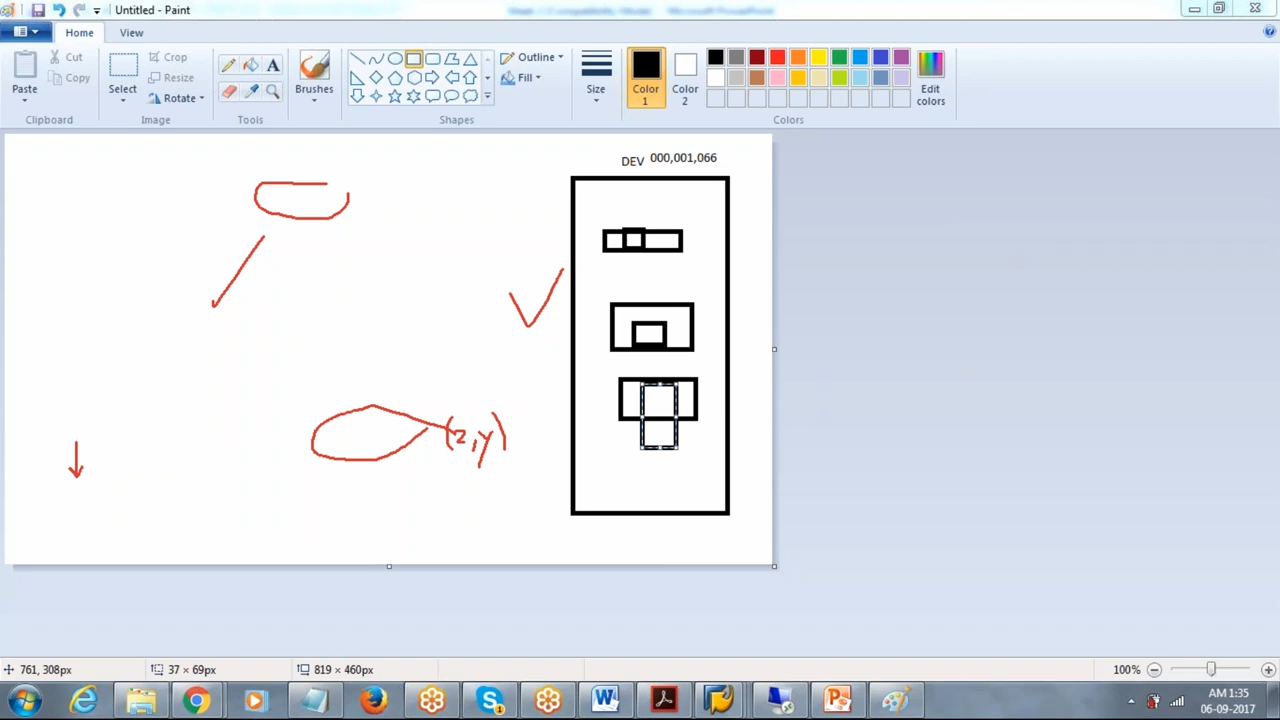 Untitled - Paint
Home
View
Paste
Cut
Copy
Clipboard
Select
Crop
Resize
Rotate
Image
Tools
Brushes
Shapes
Outline
Fill
Size
Color 1
Color 2
Edit colors
Colors
DEV 000,001,066
(z,y)
761, 308px
37 × 69px
819 × 460px
100%
AM 1:35
06-09-2017